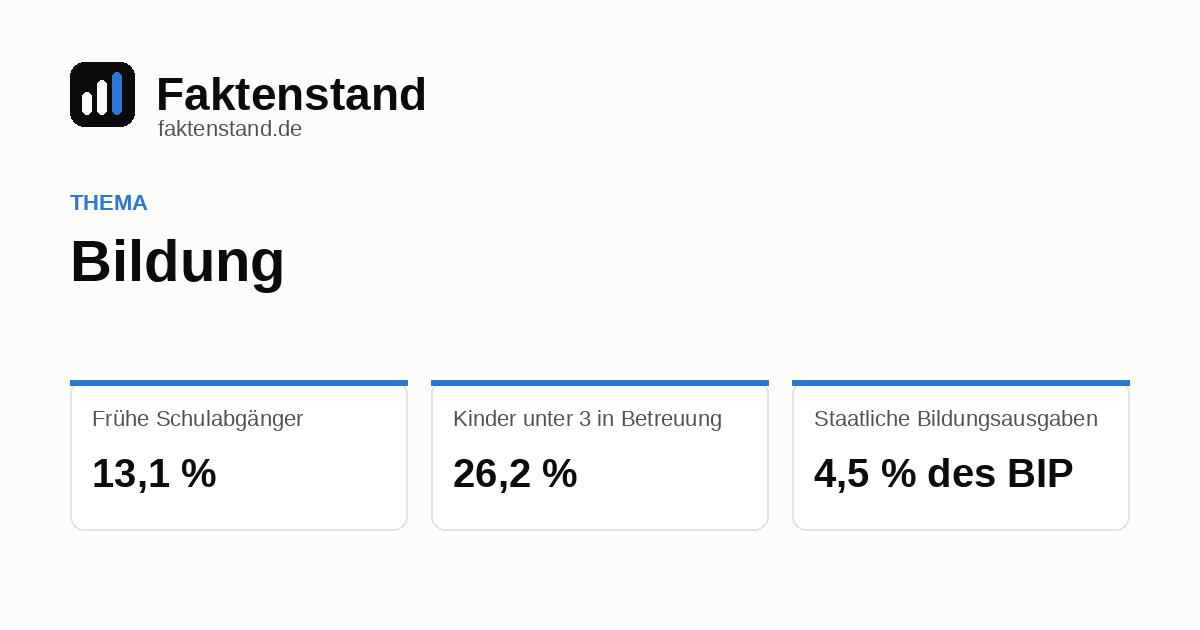 Faktenstand
faktenstand.de
THEMA
Bildung
Frühe Schulabgänger
13,1 %
Kinder unter 3 in Betreuung
26,2 %
Staatliche Bildungsausgaben
4,5 % des BIP